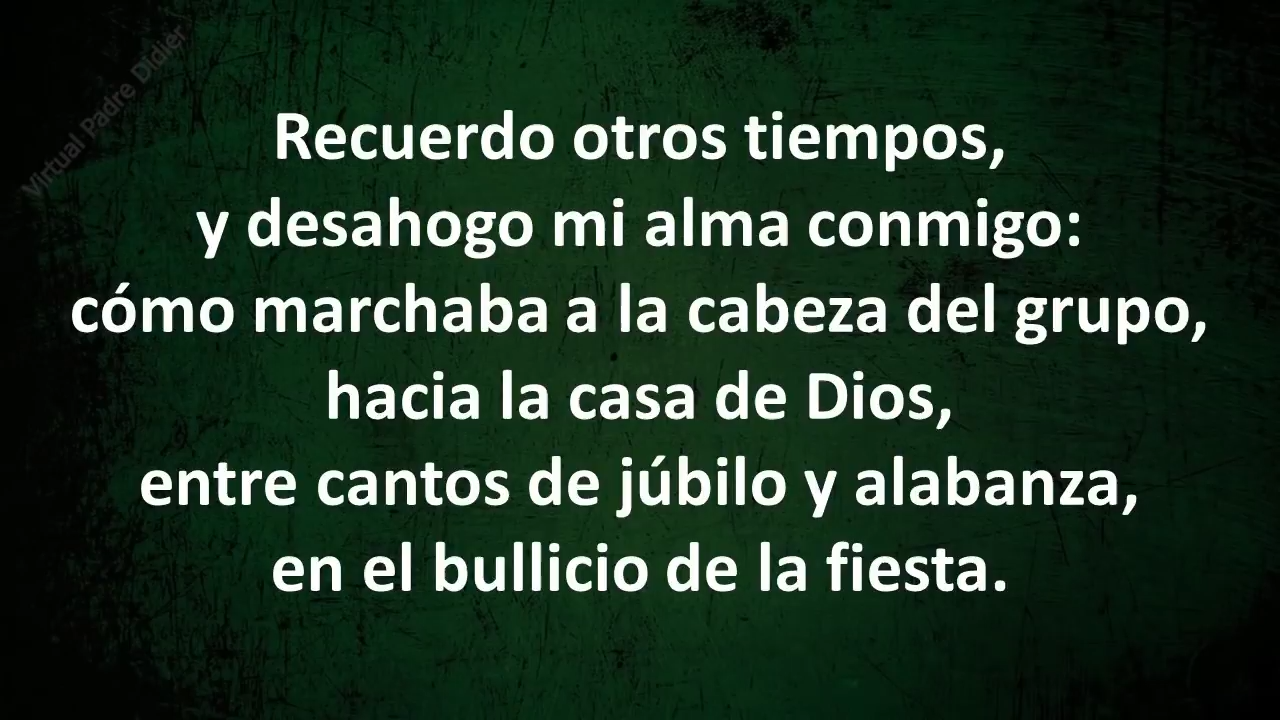 Virtual Padre Didier
Recuerdo otros tiempos,
y desahogo mi alma conmigo:
cómo marchaba a la cabeza del grupo,
hacia la casa de Dios,
entre cantos de júbilo y alabanza,
en el bullicio de la fiesta.